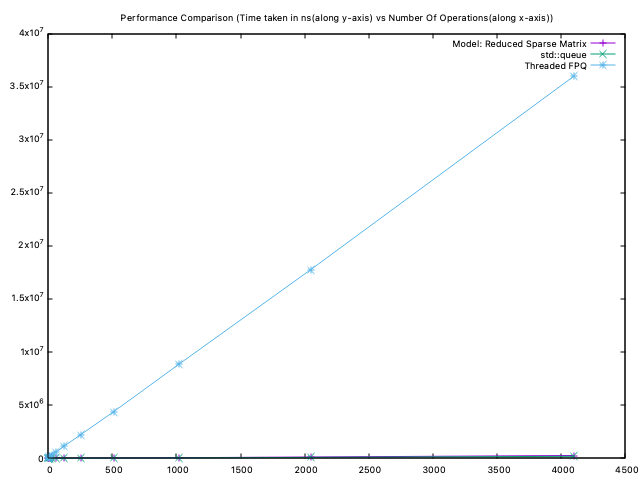 Performance Comparison (Time taken in ns(along y-axis) vs Number Of Operations(along x-axis))
4x10^7
3.5x10^7
3x10^7
2.5x10^7
2x10^7
1.5x10^7
1x10^7
5x10^6
0
Model: Reduced Sparse Matrix
std::queue
Threaded FPQ
0 500 1000 1500 2000 2500 3000 3500 4000 4500